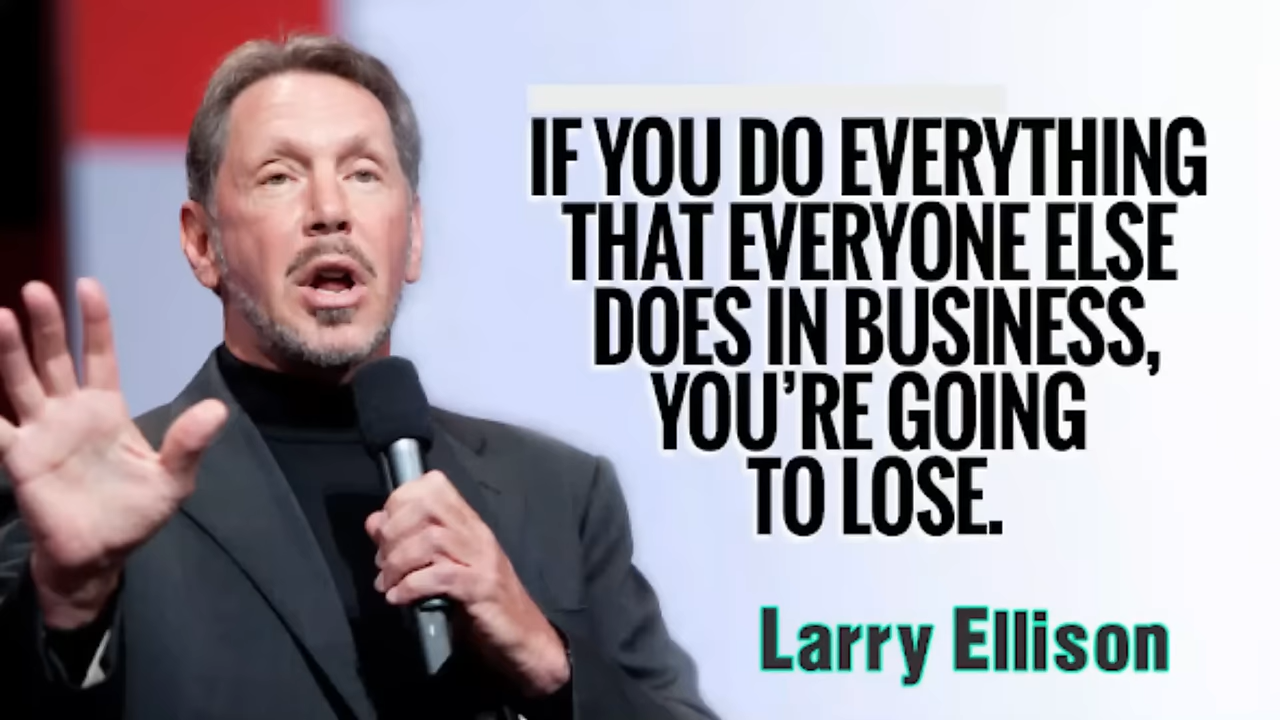 IF YOU DO EVERYTHING
THAT EVERYONE ELSE
DOES IN BUSINESS,
YOU’RE GOING
TO LOSE.
Larry Ellison